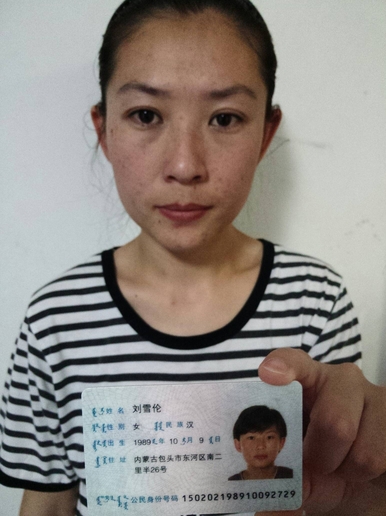 姓名 刘雪伦
性别 女 民族 汉
出生 1989 10 月 9 日
住址 内蒙古包头市东河区南二
里半26号
公民身份号码 150202198910092729